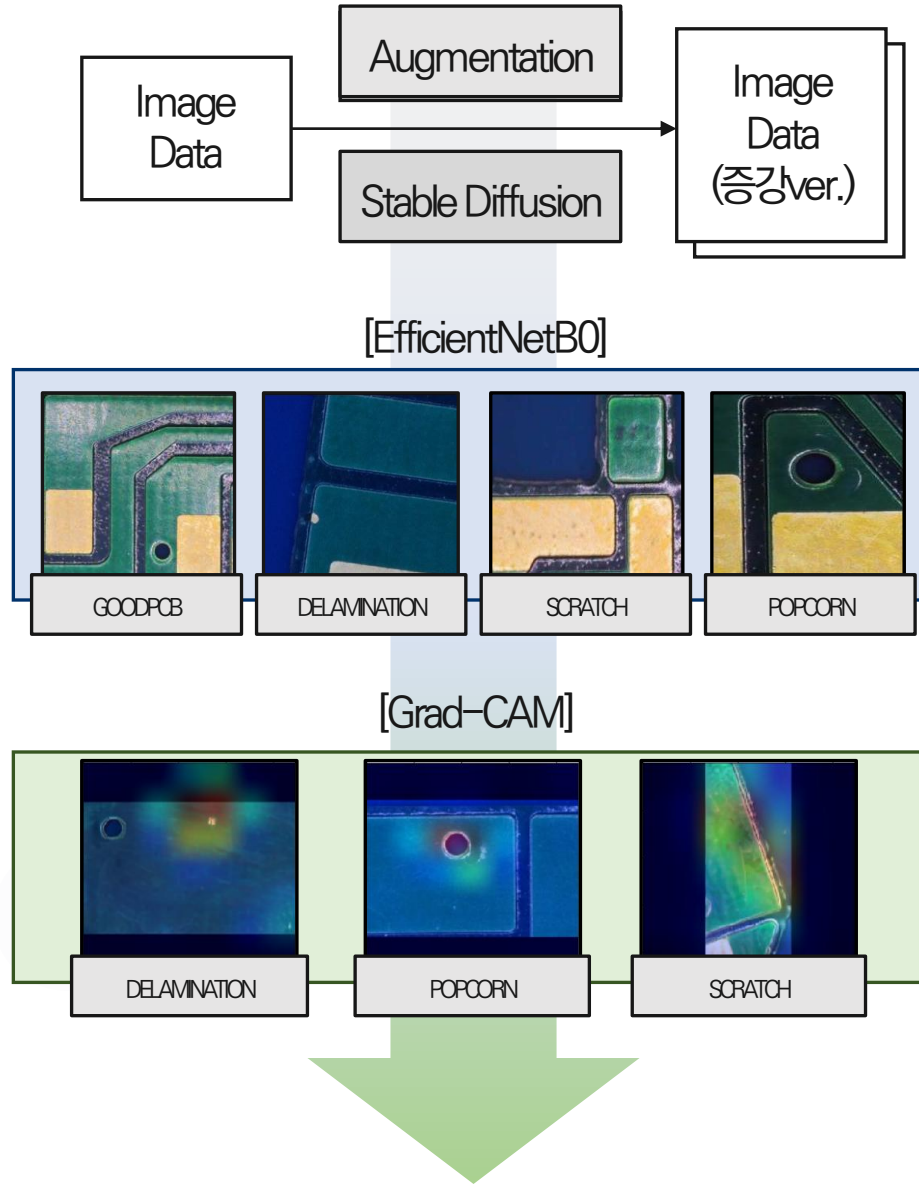 Augmentation
Image
Data
Image
Data
(증강ver.)
Stable Diffusion
[EfficientNetB0]
GOODPCB
DELAMINATION
SCRATCH
POPCORN
[Grad-CAM]
DELAMINATION
POPCORN
SCRATCH